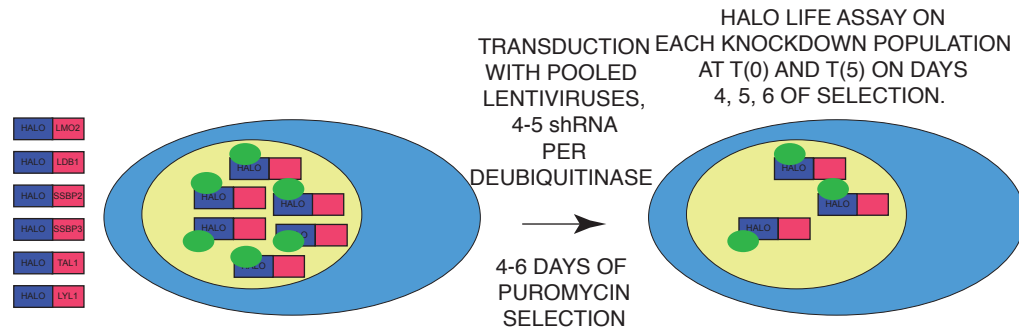 HALO LMO2
HALO LDB1
HALO SSBP2
HALO SSBP3
HALO TAL1
HALO LYL1
HALO
HALO
HALO
HALO
HALO
HALO
TRANSDUCTION
WITH POOLED
LENTIVIRUSES,
4-5 shRNA
PER
DEUBIQUITINASE
4-6 DAYS OF
PUROMYCIN
SELECTION
HALO LIFE ASSAY ON
EACH KNOCKDOWN POPULATION
AT T(0) AND T(5) ON DAYS
4, 5, 6 OF SELECTION.
HALO
HALO
HALO